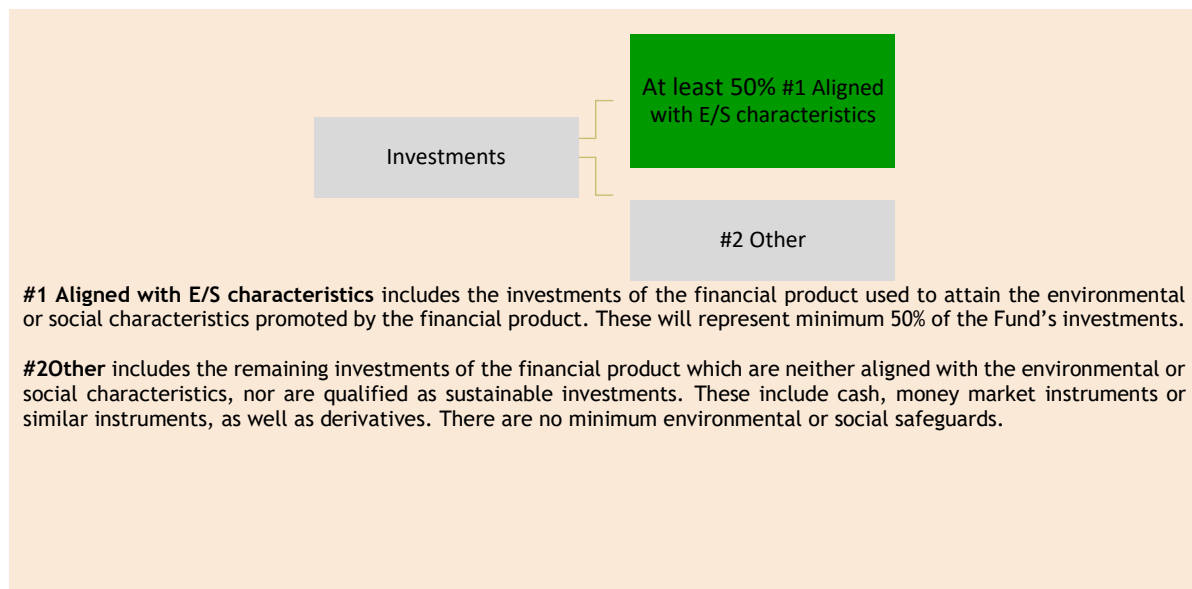 At least 50% #1 Aligned
with E/S characteristics
Investments
#2 Other
#1 Aligned with E/S characteristics includes the investments of the financial product used to attain the environmental
or social characteristics promoted by the financial product. These will represent minimum 50% of the Fund’s investments.
#2Other includes the remaining investments of the financial product which are neither aligned with the environmental or
social characteristics, nor are qualified as sustainable investments. These include cash, money market instruments or
similar instruments, as well as derivatives. There are no minimum environmental or social safeguards.